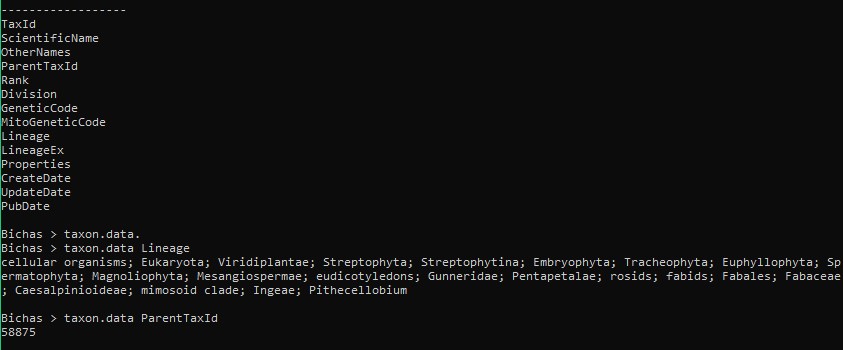 ------------------
TaxId
ScientificName
OtherNames
ParentTaxId
Rank
Division
GeneticCode
MitoGeneticCode
Lineage
LineageEx
Properties
CreateDate
UpdateDate
PubDate
Bichas > taxon.data.
Bichas > taxon.data Lineage
cellular organisms; Eukaryota; Viridiplantae; Streptophyta; Streptophytina; Embryophyta; Tracheophyta; Euphyllophyta; Sp
ermatophyta; Magnoliophyta; Mesangiospermae; eudicotyledons; Gunneridae; Pentapetalae; rosids; fabids; Fabales; Fabaceae
; Caesalpinioideae; mimosoid clade; Ingeae; Pithecellobium
Bichas > taxon.data ParentTaxId
58875